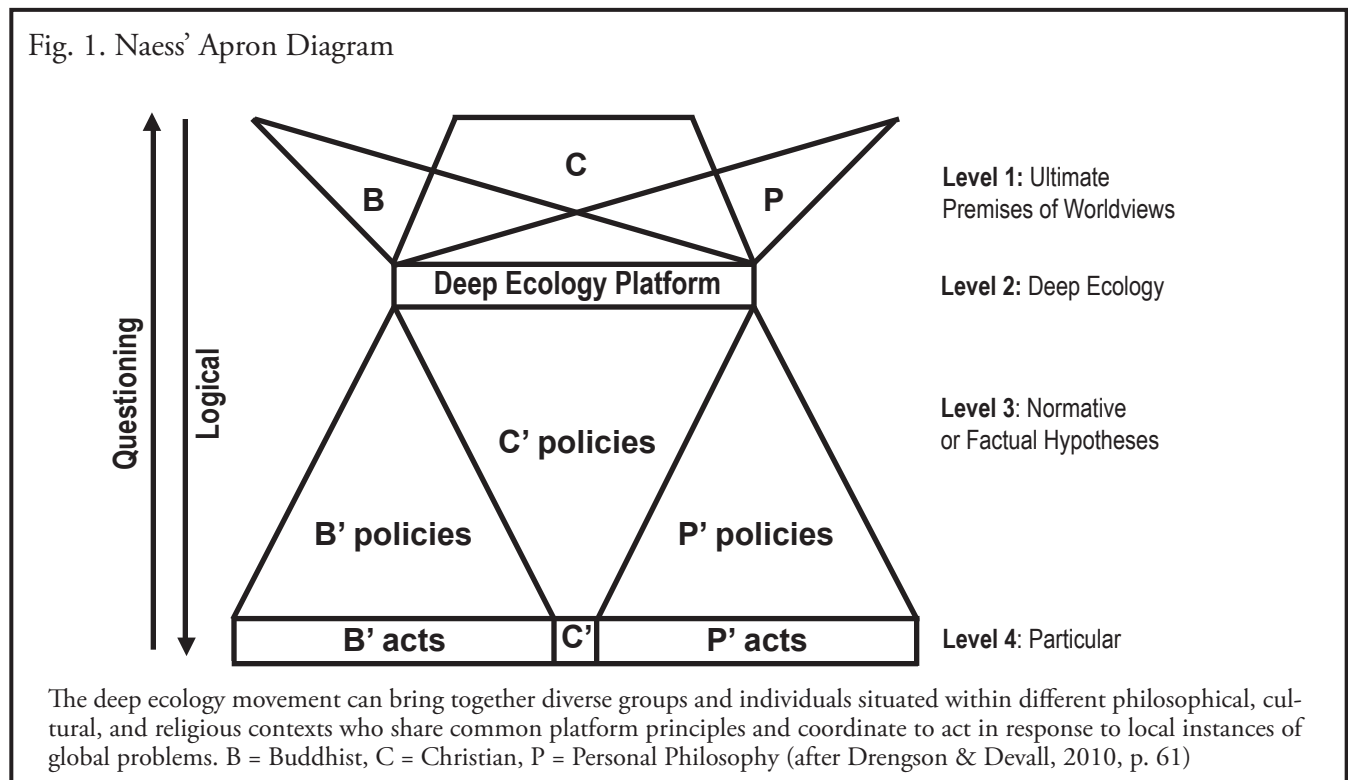 Fig. 1. Naess’ Apron Diagram
Questioning
Logical
B
C
P
Level 1: Ultimate
Premises of Worldviews
Deep Ecology Platform
Level 2: Deep Ecology
C’ policies
Level 3: Normative
or Factual Hypotheses
B’ policies
P’ policies
B’ acts
C’
P’ acts
Level 4: Particular
The deep ecology movement can bring together diverse groups and individuals situated within different philosophical, cul-
tural, and religious contexts who share common platform principles and coordinate to act in response to local instances of
global problems. B = Buddhist, C = Christian, P = Personal Philosophy (after Drengson & Devall, 2010, p. 61)